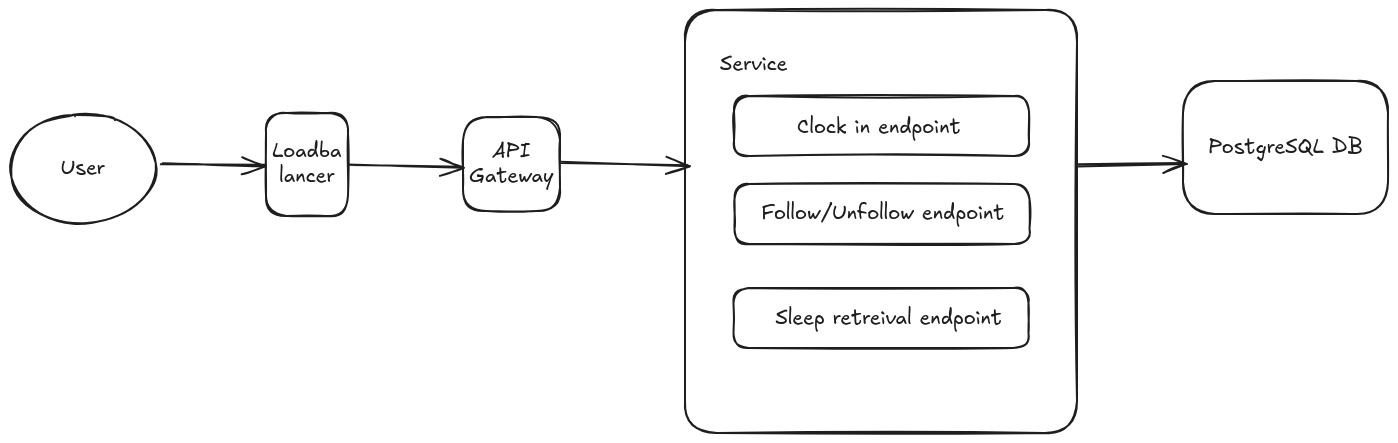 User
Loadba
lancer
API
Gateway
Service
Clock in endpoint
Follow/Unfollow endpoint
Sleep retreival endpoint
PostgreSQL DB